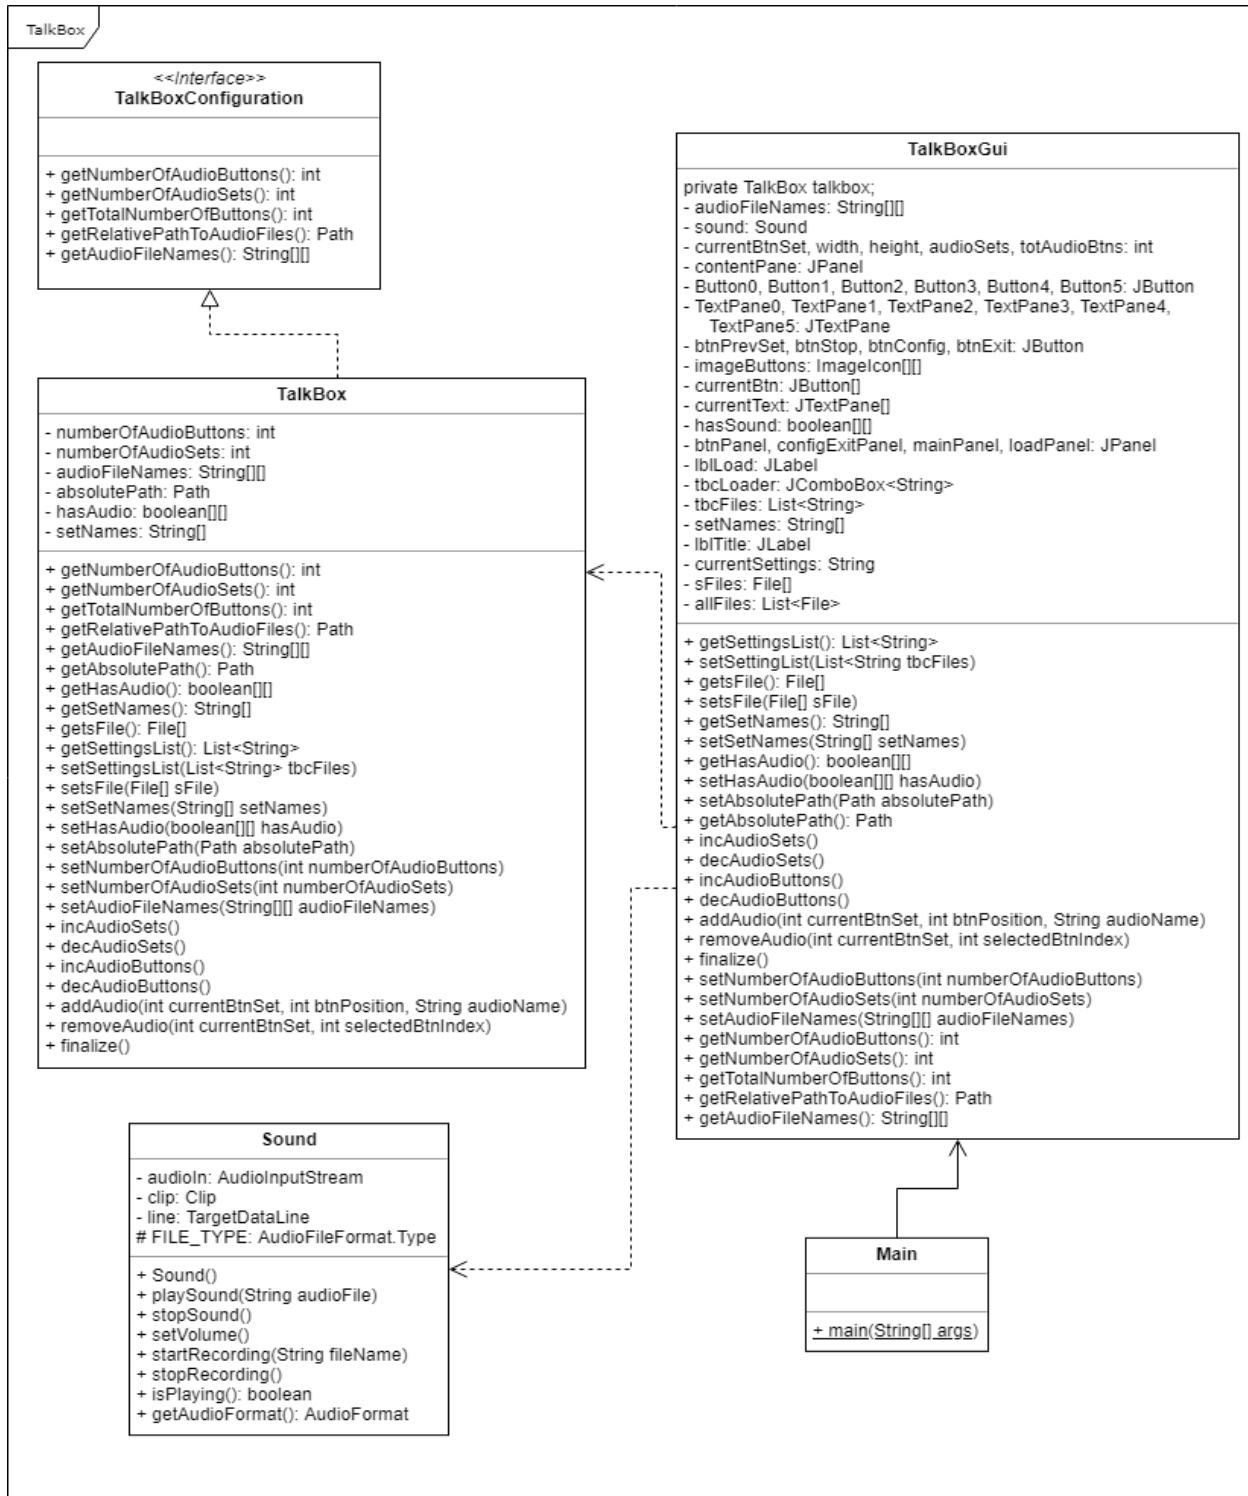 TalkBox
<<Interface>>
TalkBoxConfiguration
+ getNumberOfAudioButtons(): int
+ getNumberOfAudioSets(): int
+ getTotalNumberOfButtons(): int
+ getRelativePathToAudioFiles(): Path
+ getAudioFileNames(): String[][]
TalkBox
- numberOfAudioButtons: int
- numberOfAudioSets: int
- audioFileNames: String[][]
- absolutePath: Path
- hasAudio: boolean[][]
- setNames: String[]
+ getNumberOfAudioButtons(): int
+ getNumberOfAudioSets(): int
+ getTotalNumberOfButtons(): int
+ getRelativePathToAudioFiles(): Path
+ getAudioFileNames(): String[][]
+ getAbsolutePath(): Path
+ getHasAudio(): boolean[][]
+ getSetNames(): String[]
+ getsFile(): File[]
+ getSettingsList(): List<String>
+ setSettingsList(List<String> tbcFiles)
+ setsFile(File[] sFile)
+ setSetNames(String[] setNames)
+ setHasAudio(boolean[][] hasAudio)
+ setAbsolutePath(Path absolutePath)
+ setNumberOfAudioButtons(int numberOfAudioButtons)
+ setNumberOfAudioSets(int numberOfAudioSets)
+ setAudioFileNames(String[][] audioFileNames)
+ incAudioSets()
+ decAudioSets()
+ incAudioButtons()
+ decAudioButtons()
+ addAudio(int currentBtnSet, int btnPosition, String audioName)
+ removeAudio(int currentBtnSet, int selectedBtnIndex)
+ finalize()
Sound
- audioIn: AudioInputStream
- clip: Clip
- line: TargetDataLine
# FILE_TYPE: AudioFileFormat.Type
+ Sound()
+ playSound(String audioFile)
+ stopSound()
+ setVolume()
+ startRecording(String fileName)
+ stopRecording()
+ isPlaying(): boolean
+ getAudioFormat(): AudioFormat
TalkBoxGui
private TalkBox talkbox;
- audioFileNames: String[][]
- sound: Sound
- currentBtnSet, width, height, audioSets, totAudioBtns: int
- contentPane: JPanel
- Button0, Button1, Button2, Button3, Button4, Button5: JButton
- TextPane0, TextPane1, TextPane2, TextPane3, TextPane4,
TextPane5: JTextPane
- btnPrevSet, btnStop, btnConfig, btnExit: JButton
- imageButtons: ImageIcon[][]
- currentBtn: JButton[]
- currentText: JTextPane[]
- hasSound: boolean[][]
- btnPanel, configExitPanel, mainPanel, loadPanel: JPanel
- lblLoad: JLabel
- tbcLoader: JComboBox<String>
- tbcFiles: List<String>
- setNames: String[]
- lblTitle: JLabel
- currentSettings: String
- sFiles: File[]
- allFiles: List<File>
+ getSettingsList(): List<String>
+ setSettingList(List<String tbcFiles)
+ getsFile(): File[]
+ setsFile(File[] sFile)
+ getSetNames(): String[]
+ setSetNames(String[] setNames)
+ getHasAudio(): boolean[][]
+ setHasAudio(boolean[][] hasAudio)
+ setAbsolutePath(Path absolutePath)
+ getAbsolutePath(): Path
+ incAudioSets()
+ decAudioSets()
+ incAudioButtons()
+ decAudioButtons()
+ addAudio(int currentBtnSet, int btnPosition, String audioName)
+ removeAudio(int currentBtnSet, int selectedBtnIndex)
+ finalize()
+ setNumberOfAudioButtons(int numberOfAudioButtons)
+ setNumberOfAudioSets(int numberOfAudioSets)
+ setAudioFileNames(String[][] audioFileNames)
+ getNumberOfAudioButtons(): int
+ getNumberOfAudioSets(): int
+ getTotalNumberOfButtons(): int
+ getRelativePathToAudioFiles(): Path
+ getAudioFileNames(): String[][]
Main
+ main(String[] args)